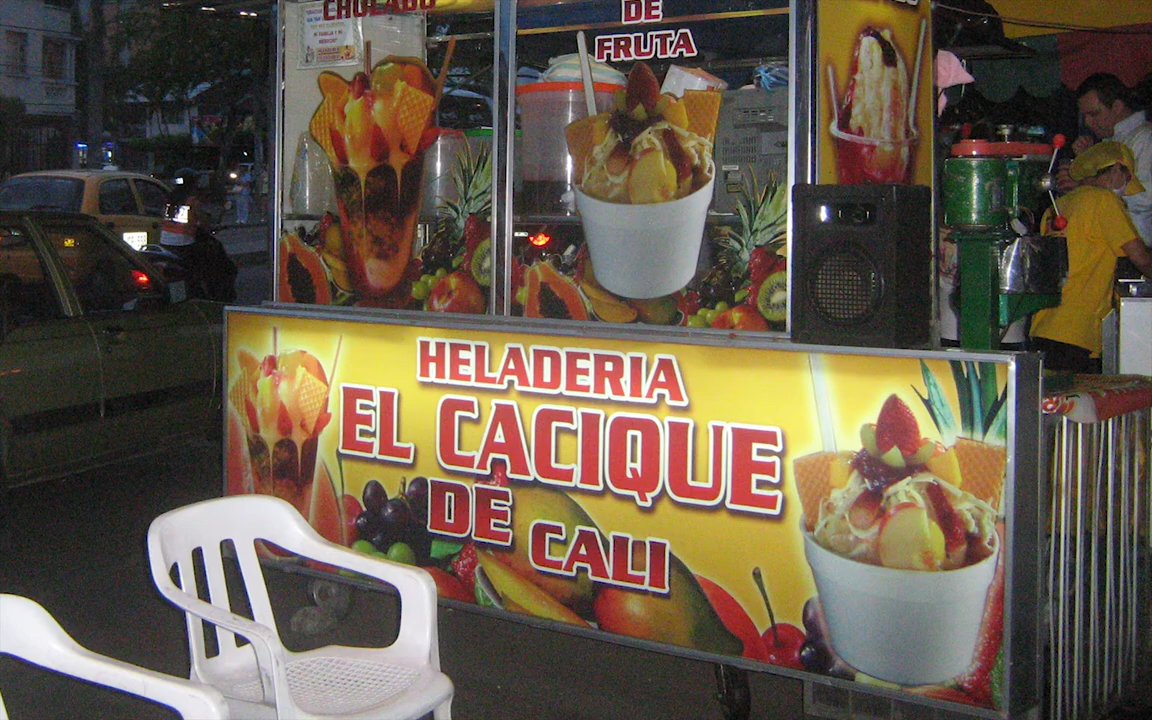 CHOLADO
DE
FRUTA
HELADERIA
EL CACIQUE
DE CALI